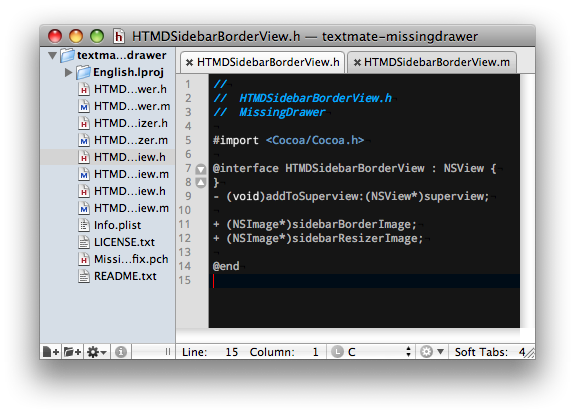 HTMDSidebarBorderView.h — textmate-missingdrawer
textma...drawer
English.lproj
HTMD...wer.h
HTMD...wer.m
HTMD...izer.h
HTMD...zer.m
HTMD...iew.h
HTMD...iew.m
HTMD...iew.h
HTMD...iew.m
Info.plist
LICENSE.txt
Missi...fix.pch
README.txt
HTMDSidebarBorderView.h HTMDSidebarBorderView.m
1 //
2 //  HTMDSidebarBorderView.h
3 //  MissingDrawer
4
5 #import <Cocoa/Cocoa.h>
6
7 @interface HTMDSidebarBorderView : NSView {
8 }
9 - (void)addToSuperview:(NSView*)superview;
10
11 + (NSImage*)sidebarBorderImage;
12 + (NSImage*)sidebarResizerImage;
13
14 @end
15
Line: 15 Column: 1 L C Soft Tabs: 4